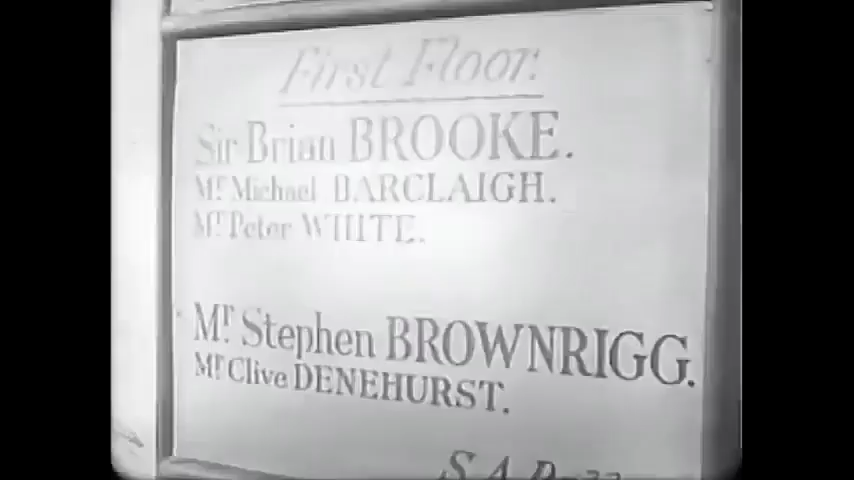 First Floor.
Sir Brian BROOKE.
Mr. Michael BARCLAIGH.
Mr. Peter WHITE.
Mr. Stephen BROWNRIGG.
Mr. Clive DENEHURST.